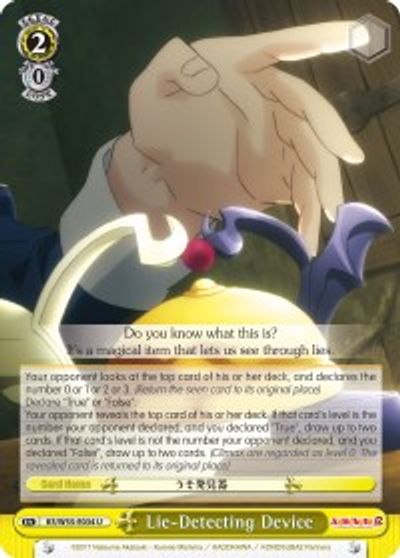 2
0
Do you know what this is?
It's a magical item that lets us see through lies.
Your opponent looks at the top card of his or her deck, and declares the
number 0 or 1 or 2 or 3. (Return the seen card to its original place)
Declare "True" or "False".
Your opponent reveals the top card of his or her deck. If that card's level is
the number your opponent declared, and you declared "True", draw up to two
cards. If that card's level is not the number your opponent declared, and you
declared "False", draw up to two cards. (Climax are regarded as level 0. The
revealed card is returned to its original place)
Card Name うそ発見器
KS/W55-E034 U
Lie-Detecting Device